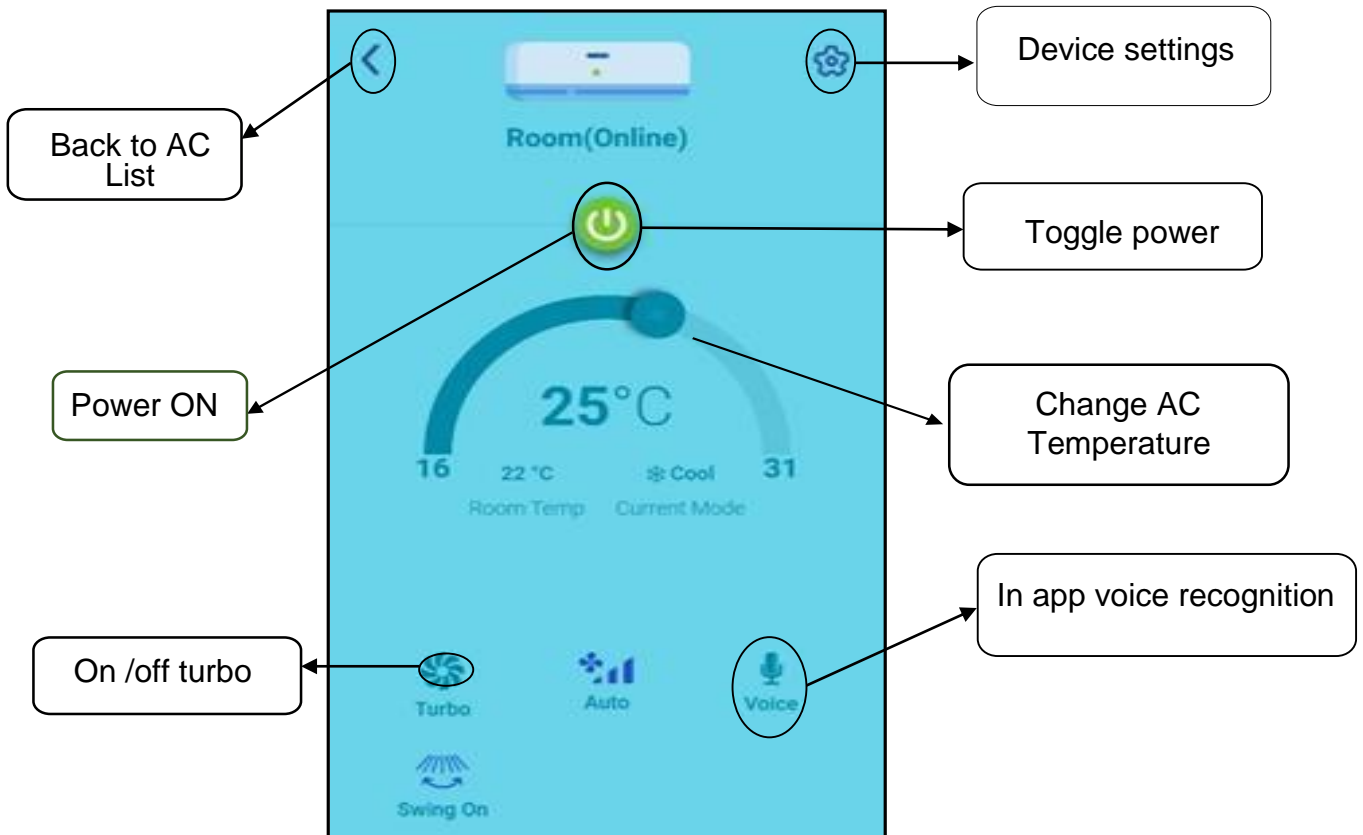 Device settings
Back to AC
List
Room(Online)
Toggle power
Power ON
25°C
Change AC
Temperature
16
22 °C
Cool
31
Room Temp
Current Mode
In app voice recognition
On /off turbo
Turbo
Auto
Voice
Swing On